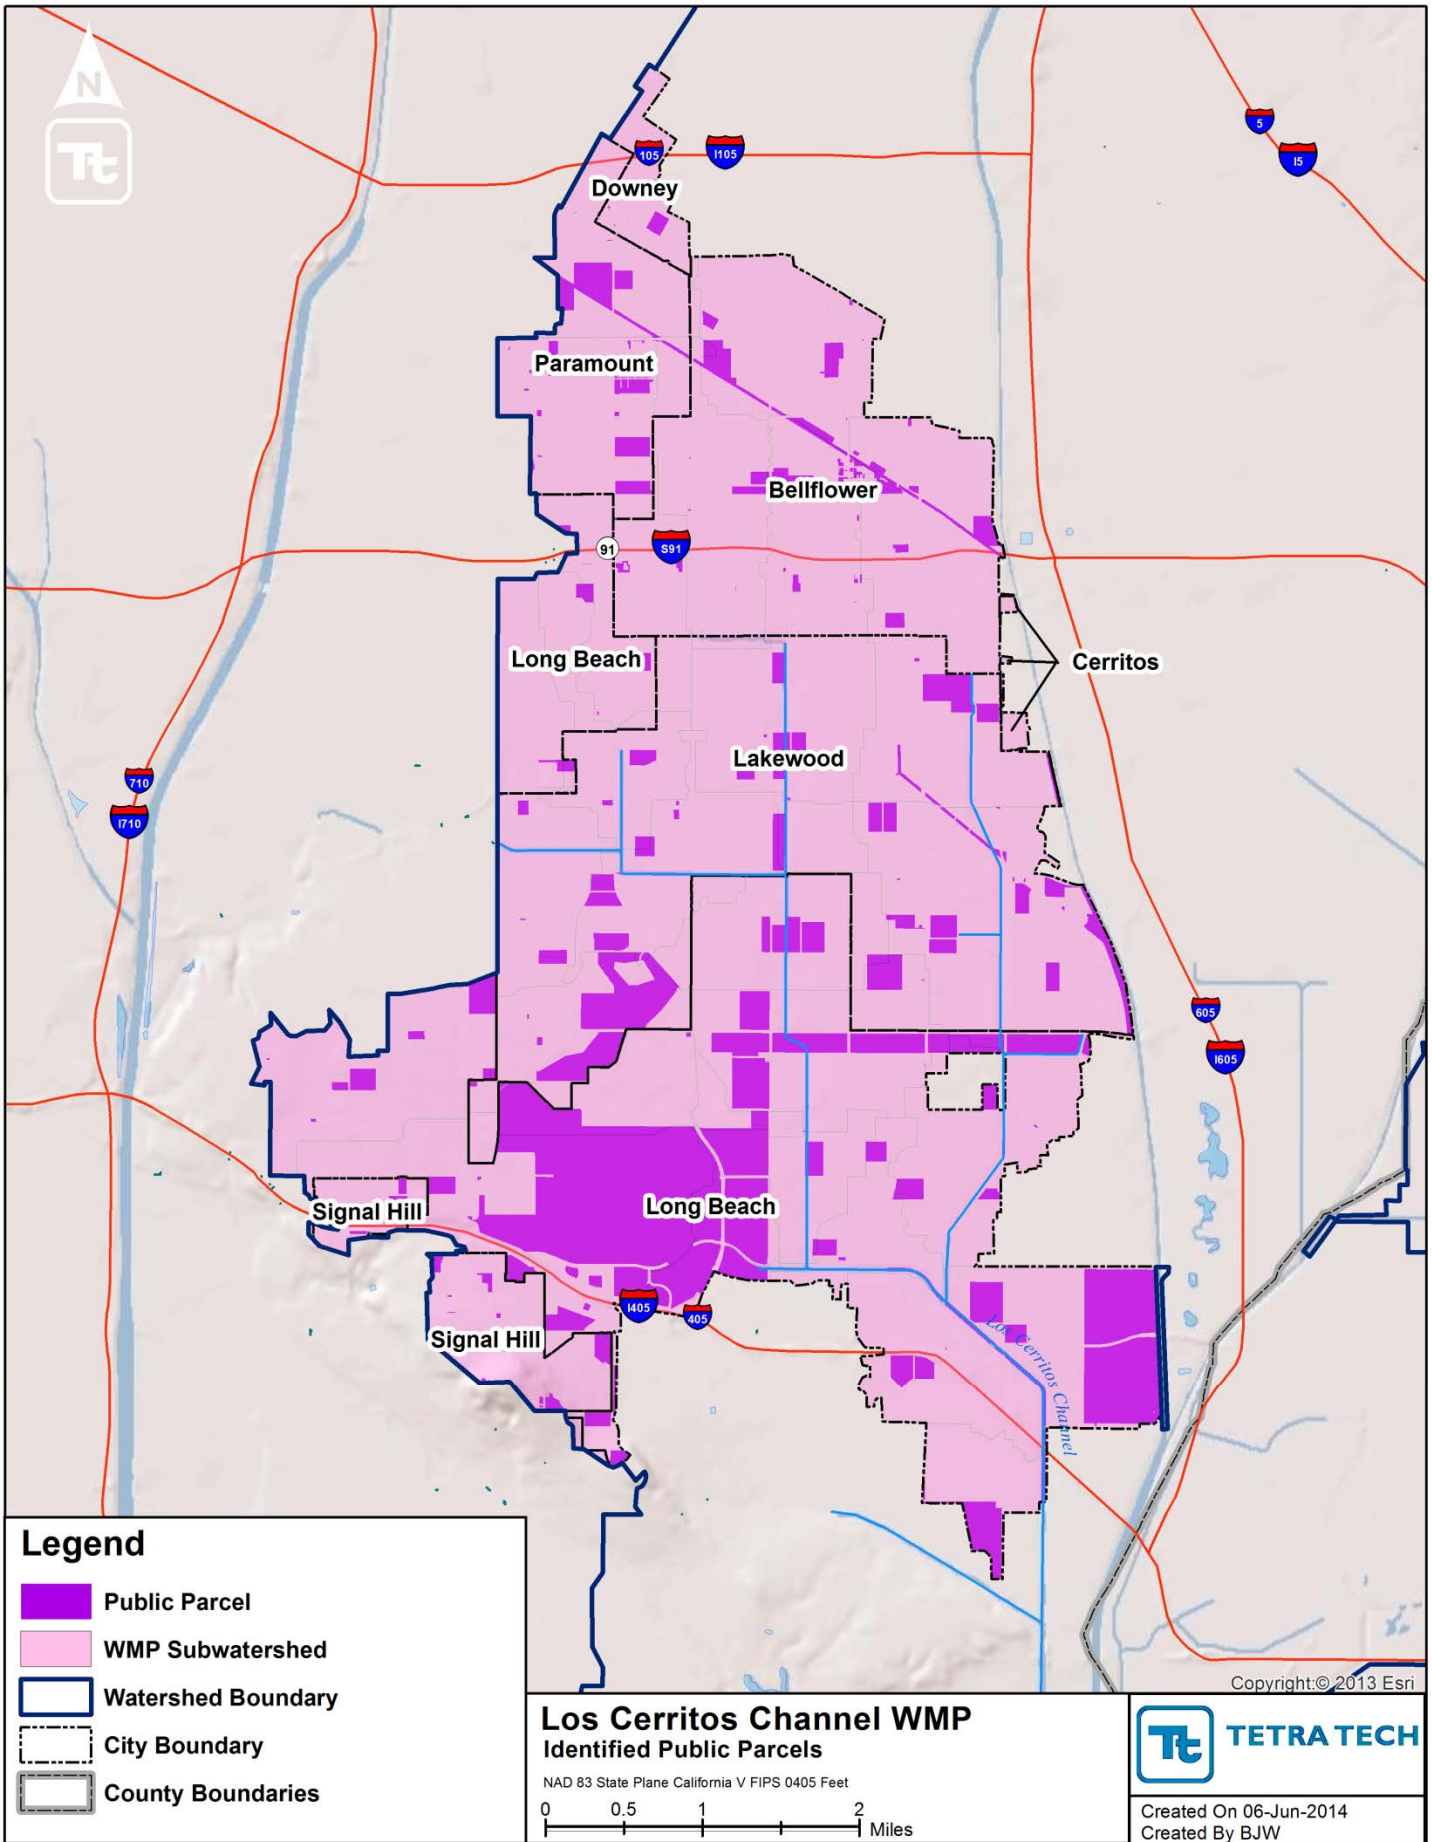 N
Tt
105
I105
5
I5
Downey
Paramount
Bellflower
91
S91
Long Beach
Cerritos
Lakewood
710
I710
605
I605
Signal Hill
Long Beach
I405
405
Signal Hill
Los Cerritos Channel
Legend
Public Parcel
WMP Subwatershed
Watershed Boundary
City Boundary
County Boundaries
Copyright:© 2013 Esri
Los Cerritos Channel WMP
Identified Public Parcels
NAD 83 State Plane California V FIPS 0405 Feet
0 0.5 1 2
Miles
Tt TETRA TECH
Created On 06-Jun-2014
Created By BJW